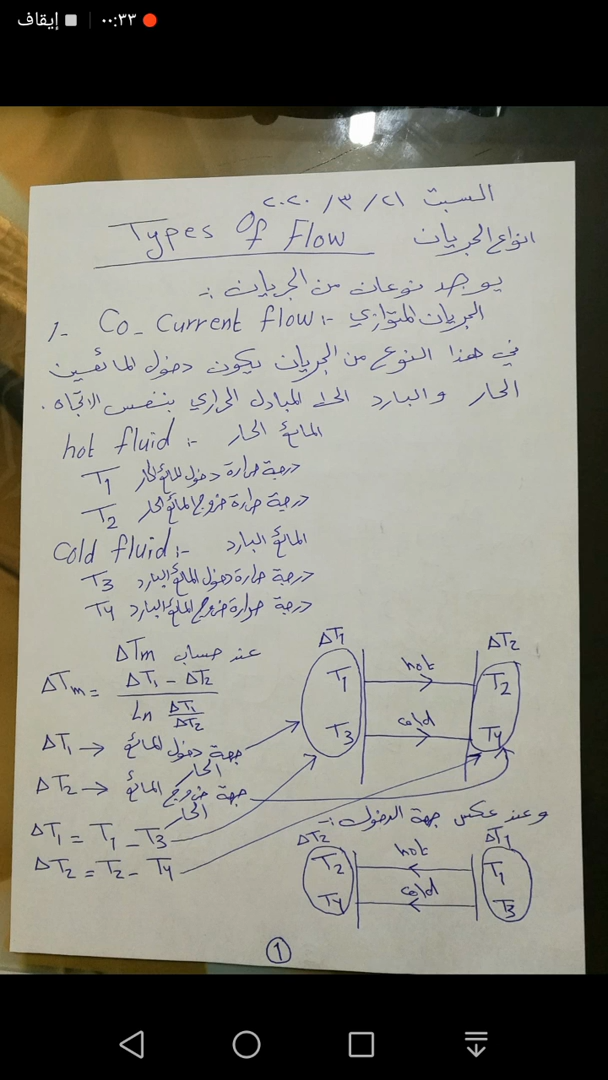 إيقاف ٠٠:٣٣
السبت ٢١/٣/٢٠٢٠
Types Of Flow انواع الجريان
يوجد نوعان من الجريان :-
1- Co-Current flow :- الجريان المتوازي
في هذا النوع من الجريان يكون دخول المائعين
الحار والبارد الى المبادل الحراري بنفس الاتجاه .
hot fluid :- المائع الحار
T1 درجة حرارة دخول المائع الحار
T2 درجة حرارة خروج المائع الحار
Cold fluid :- المائع البارد
T3 درجة حرارة دخول المائع البارد
T4 درجة حرارة خروج المائع البارد
عند حساب ΔTm
ΔTm = ΔT1 - ΔT2
Ln ΔT1
ΔT2
ΔT1 → جهة دخول المائع
الحار
ΔT2 → جهة خروج المائع
الحار
ΔT1 = T1 - T3
ΔT2 = T2 - T4
ΔT1 ΔT2
T1 hot T2
T3 cold T4
وعند عكس جهة الدخول :-
ΔT2 ΔT1
T2 hot T1
T4 cold T3
1